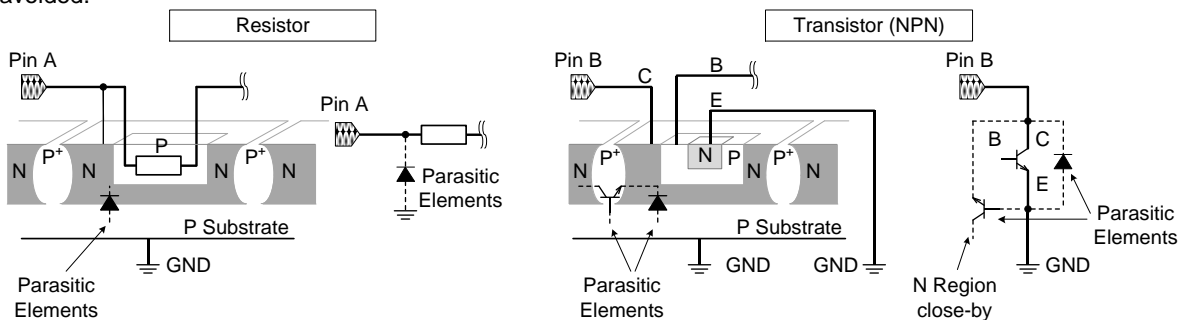 avoided.
Resistor
Transistor (NPN)
Pin A
Pin A
N
P+
N
P
N
P+
N
Parasitic
Elements
P Substrate
GND
Parasitic
Elements
Pin B
C
B
E
N
P+
N
N
P
N
P+
N
P Substrate
GND
GND
Parasitic
Elements
Pin B
B
C
E
Parasitic
Elements
GND
N Region
close-by